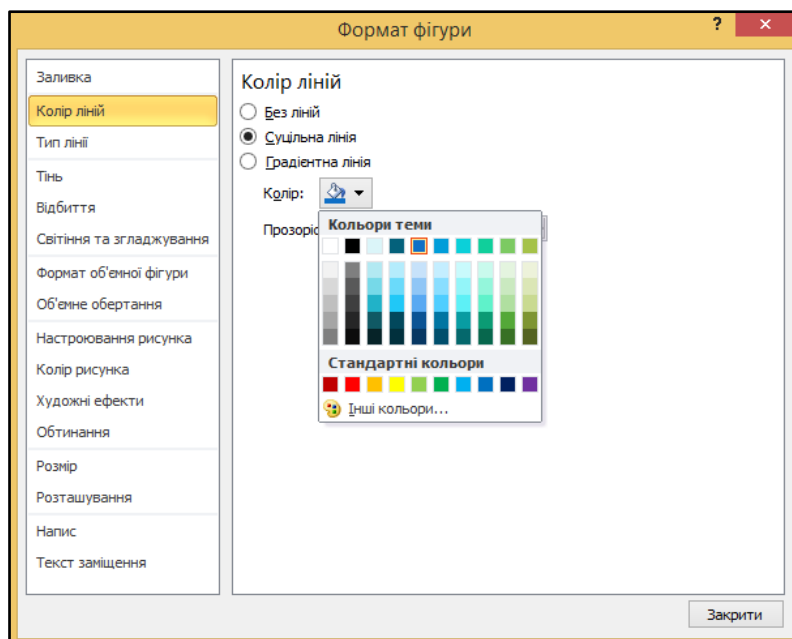 Формат фігури
?
Заливка
Колір ліній
Тип лінії
Тінь
Відбиття
Світіння та згладжування
Формат об'ємної фігури
Об'ємне обертання
Настроювання рисунка
Колір рисунка
Художні ефекти
Обтинання
Розмір
Розташування
Напис
Текст заміщення
Колір ліній
Без ліній
Суцільна лінія
Градієнтна лінія
Колір:
Кольори теми
Стандартні кольори
Інші кольори...
Закрити